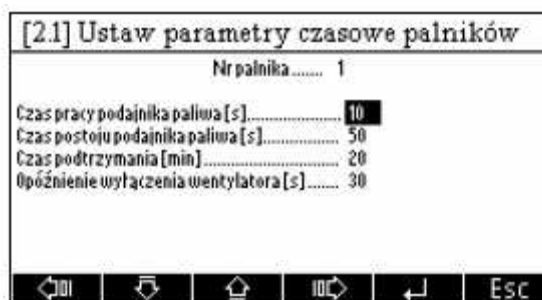 [2.1] Ustaw parametry czasowe palników
Nr palnika....... 1
Czas pracy podajnika paliwa [s]..................... 10
Czas postoju podajnika paliwa [s]................. 50
Czas podtrzymania [min]............................. 20
Opóźnienie wyłączenia wentylatora [s]....... 30
Esc